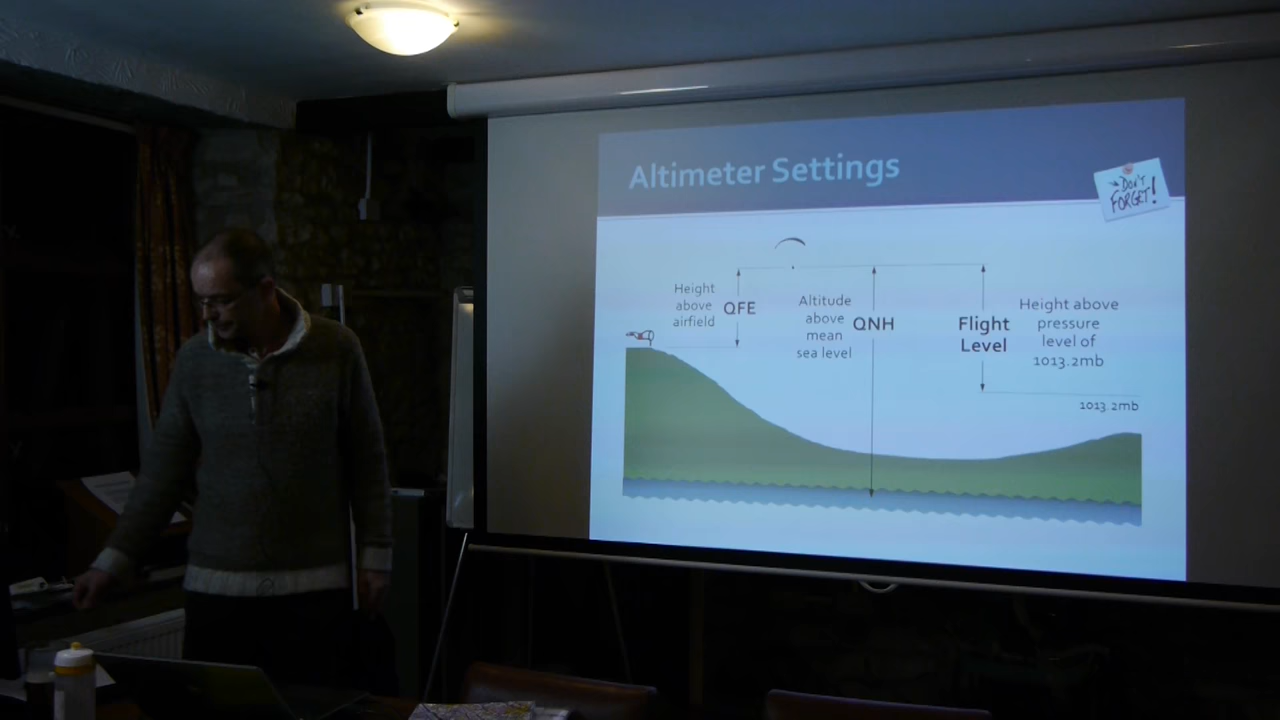 Altimeter Settings
DON'T
FORGET!
Height
above
airfield
QFE
Altitude
above
mean
sea level
QNH
Flight
Level
Height above
pressure
level of
1013.2mb
1013.2mb